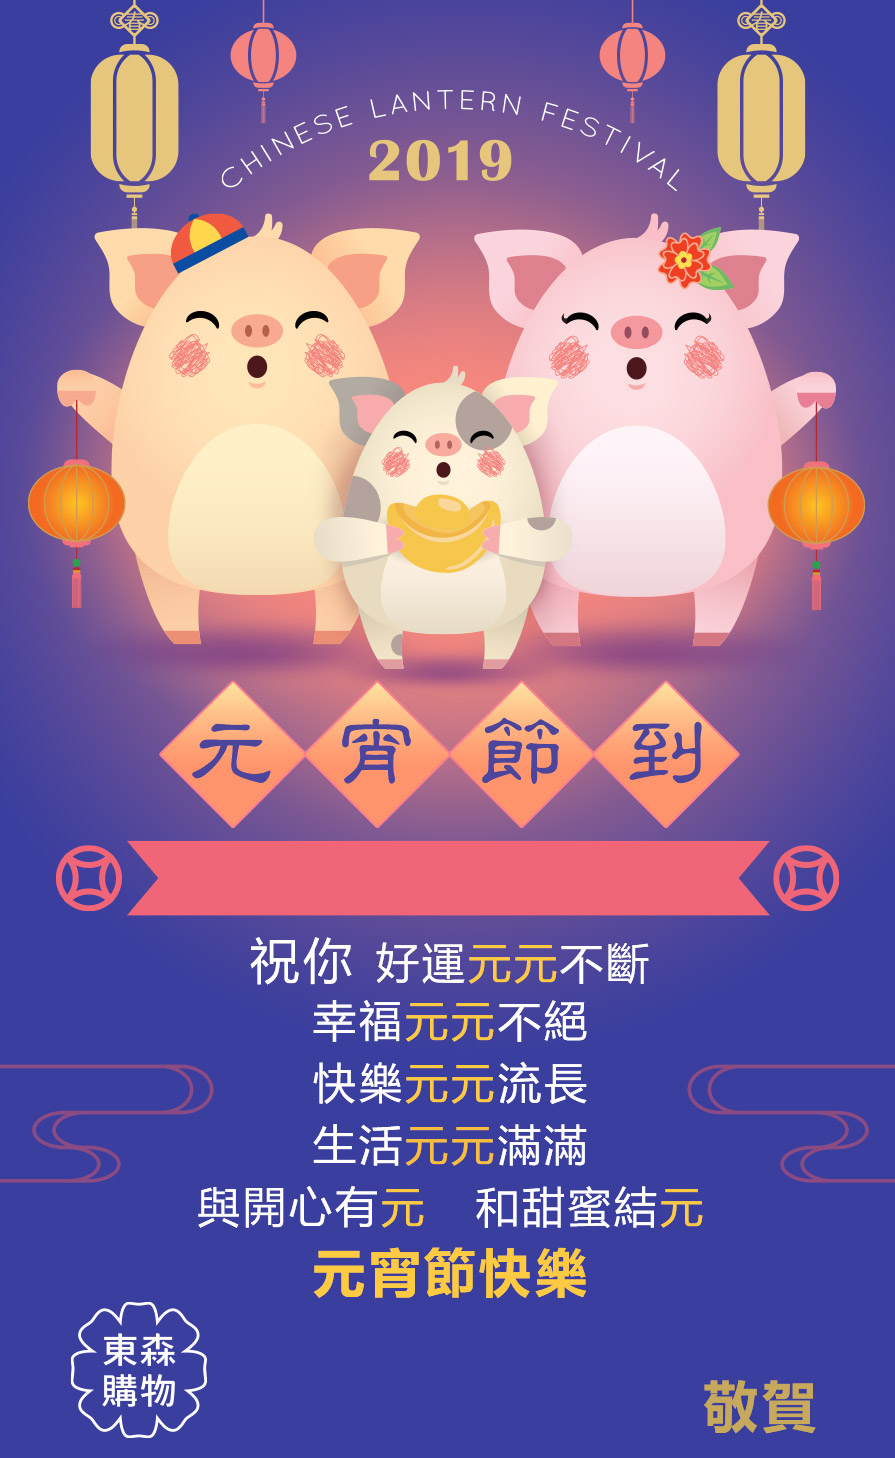 春
春
CHINESE LANTERN FESTIVAL
2019
元宵節到
祝你 好運元元不斷
幸福元元不絕
快樂元元流長
生活元元滿滿
與開心有元 和甜蜜結元
元宵節快樂
東森
購物
敬賀